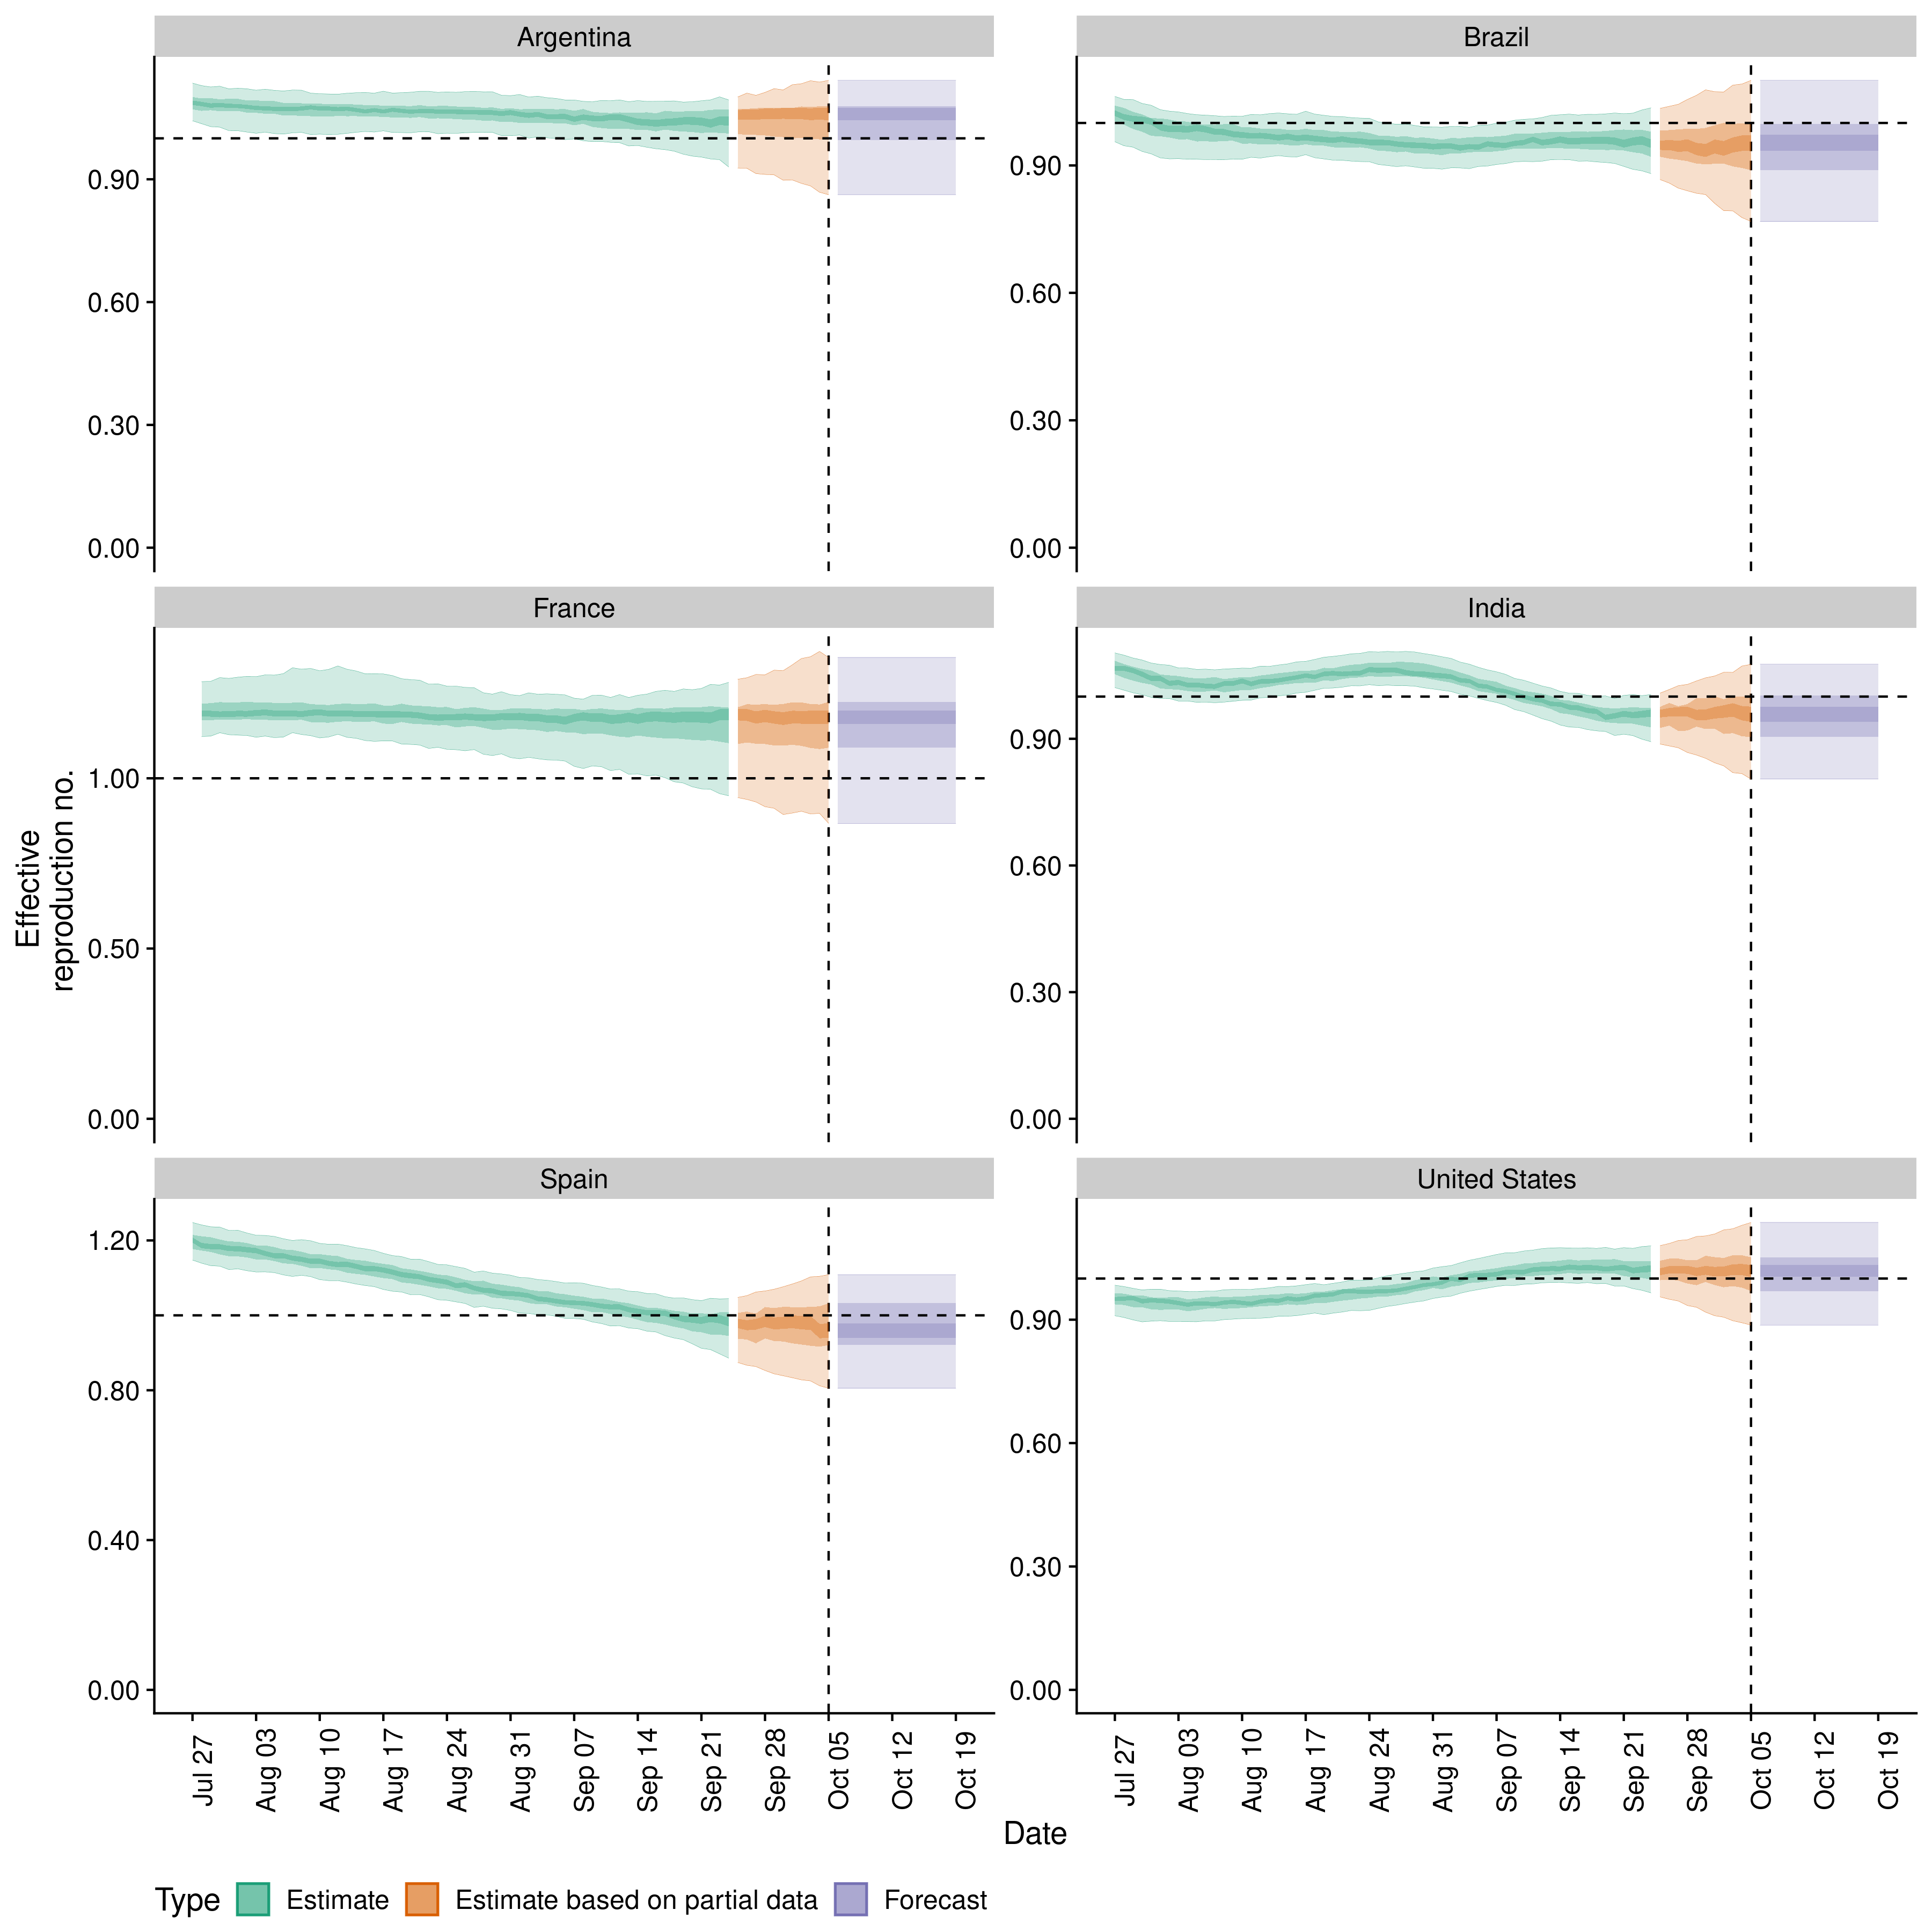 Argentina
Brazil
0.90
0.60
0.30
0.00
0.90
0.60
0.30
0.00
France
India
1.00
0.50
0.00
0.90
0.60
0.30
0.00
Effective
reproduction no.
Spain
United States
1.20
0.80
0.40
0.00
0.90
0.60
0.30
0.00
Jul 27
Aug 03
Aug 10
Aug 17
Aug 24
Aug 31
Sep 07
Sep 14
Sep 21
Sep 28
Oct 05
Oct 12
Oct 19
Jul 27
Aug 03
Aug 10
Aug 17
Aug 24
Aug 31
Sep 07
Sep 14
Sep 21
Sep 28
Oct 05
Oct 12
Oct 19
Date
Type Estimate Estimate based on partial data Forecast